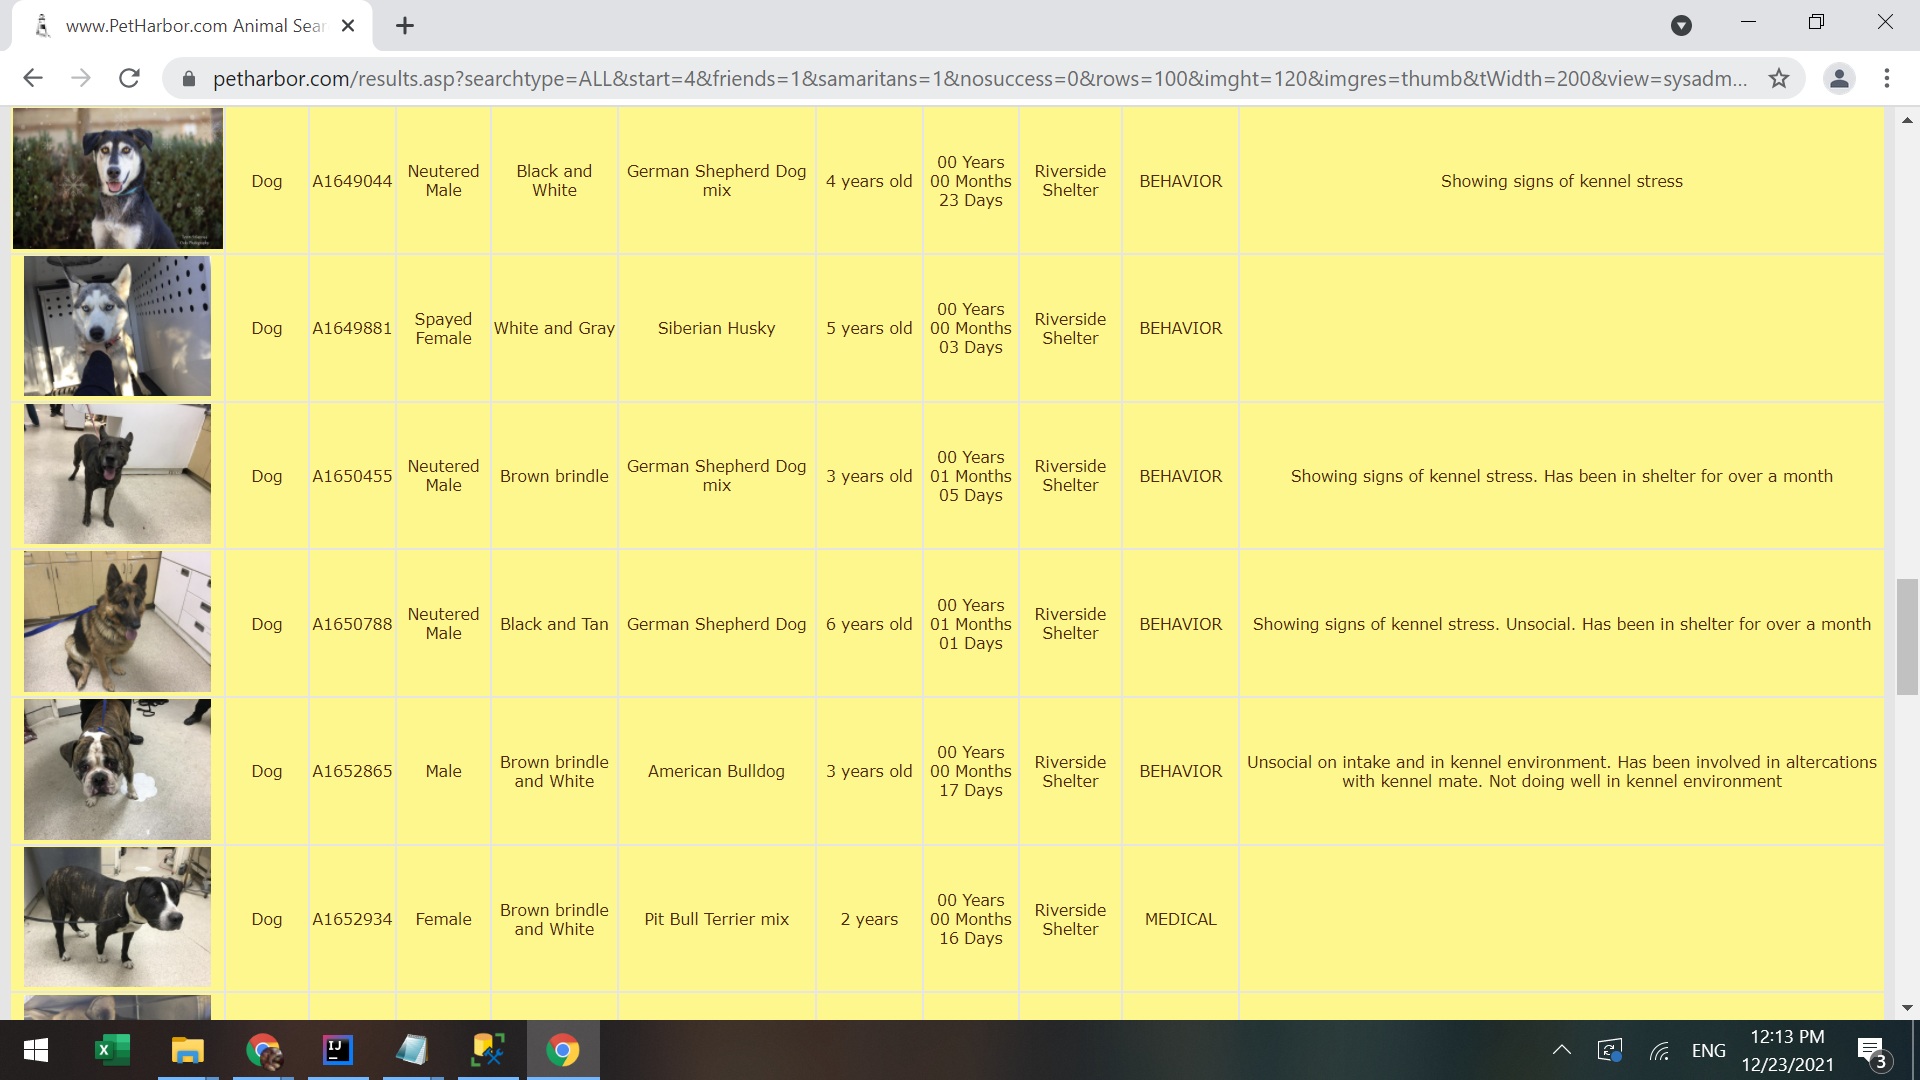 www.PetHarbor.com Animal Sear
petharbor.com/results.asp?searchtype=ALL&start=4&friends=1&samaritans=1&nosuccess=0&rows=100&imght=120&imgres=thumb&tWidth=200&view=sysadm...
Dog
A1649044
Neutered
Male
Black and
White
German Shepherd Dog
mix
4 years old
00 Years
00 Months
23 Days
Riverside
Shelter
BEHAVIOR
Showing signs of kennel stress
Dog
A1649881
Spayed
Female
White and Gray
Siberian Husky
5 years old
00 Years
00 Months
03 Days
Riverside
Shelter
BEHAVIOR
Dog
A1650455
Neutered
Male
Brown brindle
German Shepherd Dog
mix
3 years old
00 Years
01 Months
05 Days
Riverside
Shelter
BEHAVIOR
Showing signs of kennel stress. Has been in shelter for over a month
Dog
A1650788
Neutered
Male
Black and Tan
German Shepherd Dog
6 years old
00 Years
01 Months
01 Days
Riverside
Shelter
BEHAVIOR
Showing signs of kennel stress. Unsocial. Has been in shelter for over a month
Dog
A1652865
Male
Brown brindle
and White
American Bulldog
3 years old
00 Years
00 Months
17 Days
Riverside
Shelter
BEHAVIOR
Unsocial on intake and in kennel environment. Has been involved in altercations
with kennel mate. Not doing well in kennel environment
Dog
A1652934
Female
Brown brindle
and White
Pit Bull Terrier mix
2 years
00 Years
00 Months
16 Days
Riverside
Shelter
MEDICAL
IJ
ENG
12:13 PM
12/23/2021
3